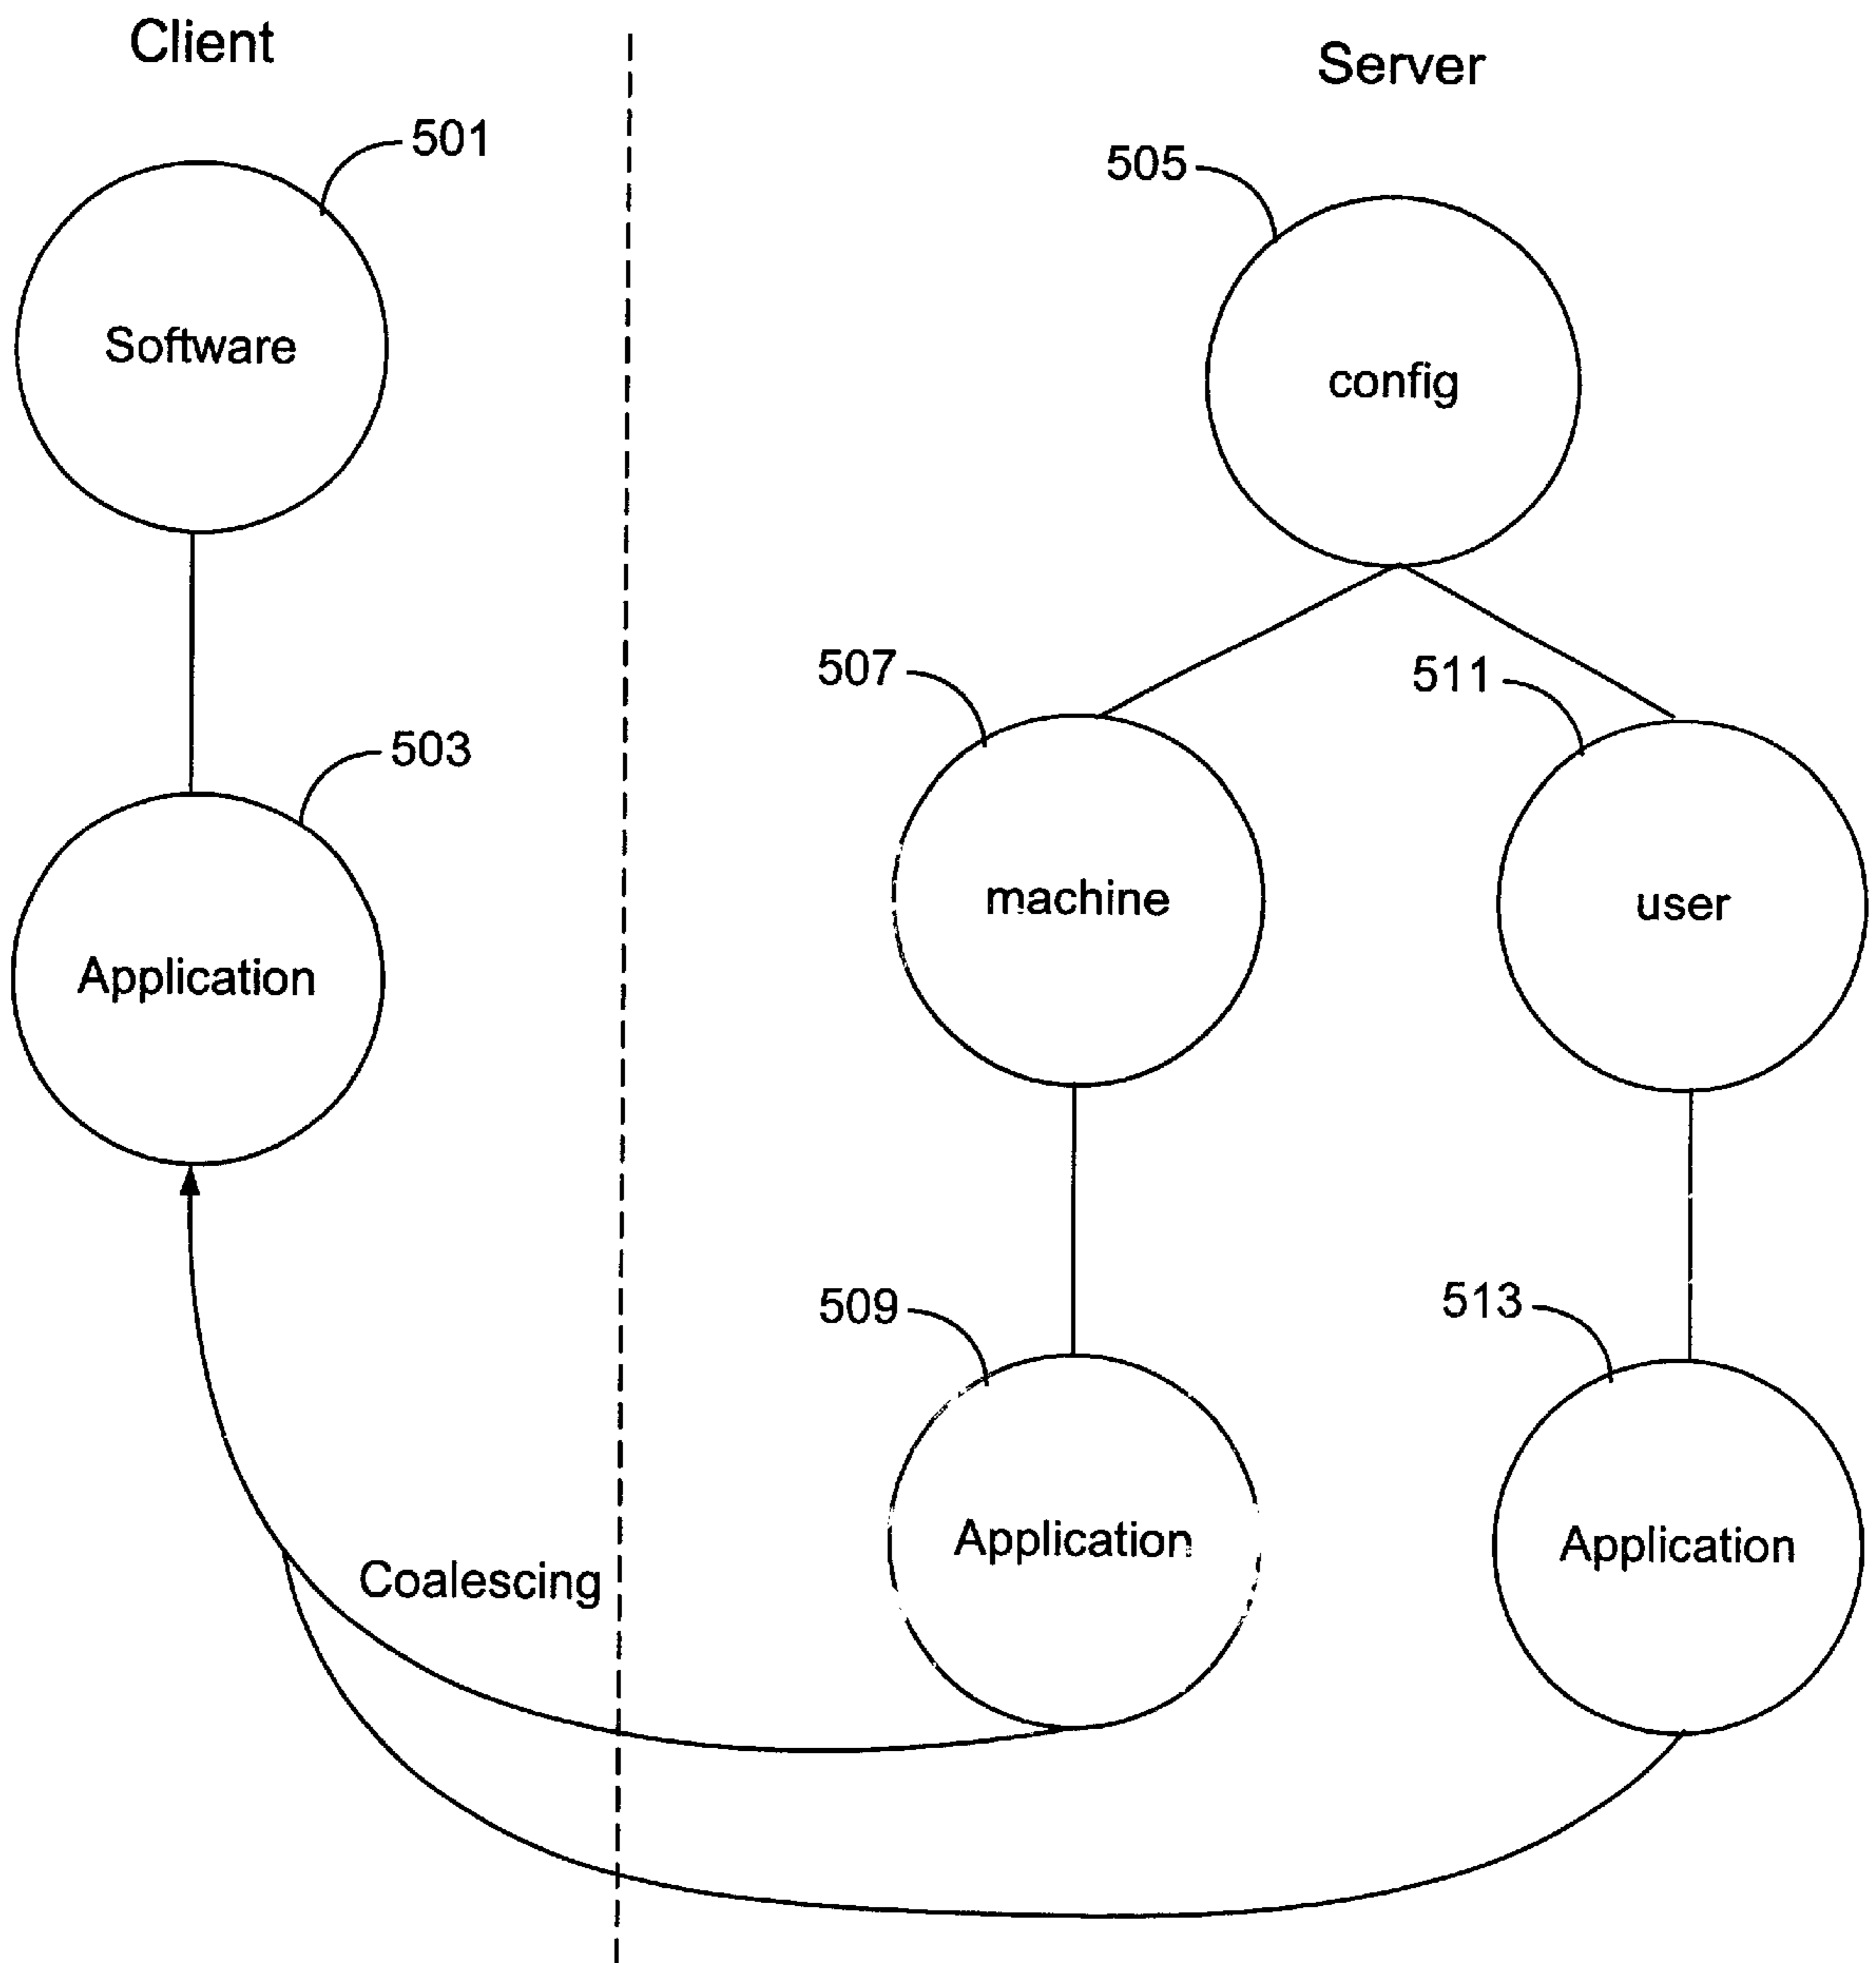 Client
Server
501
505
Software
config
507
511
503
machine
user
Application
509
513
Application
Application
Coalescing